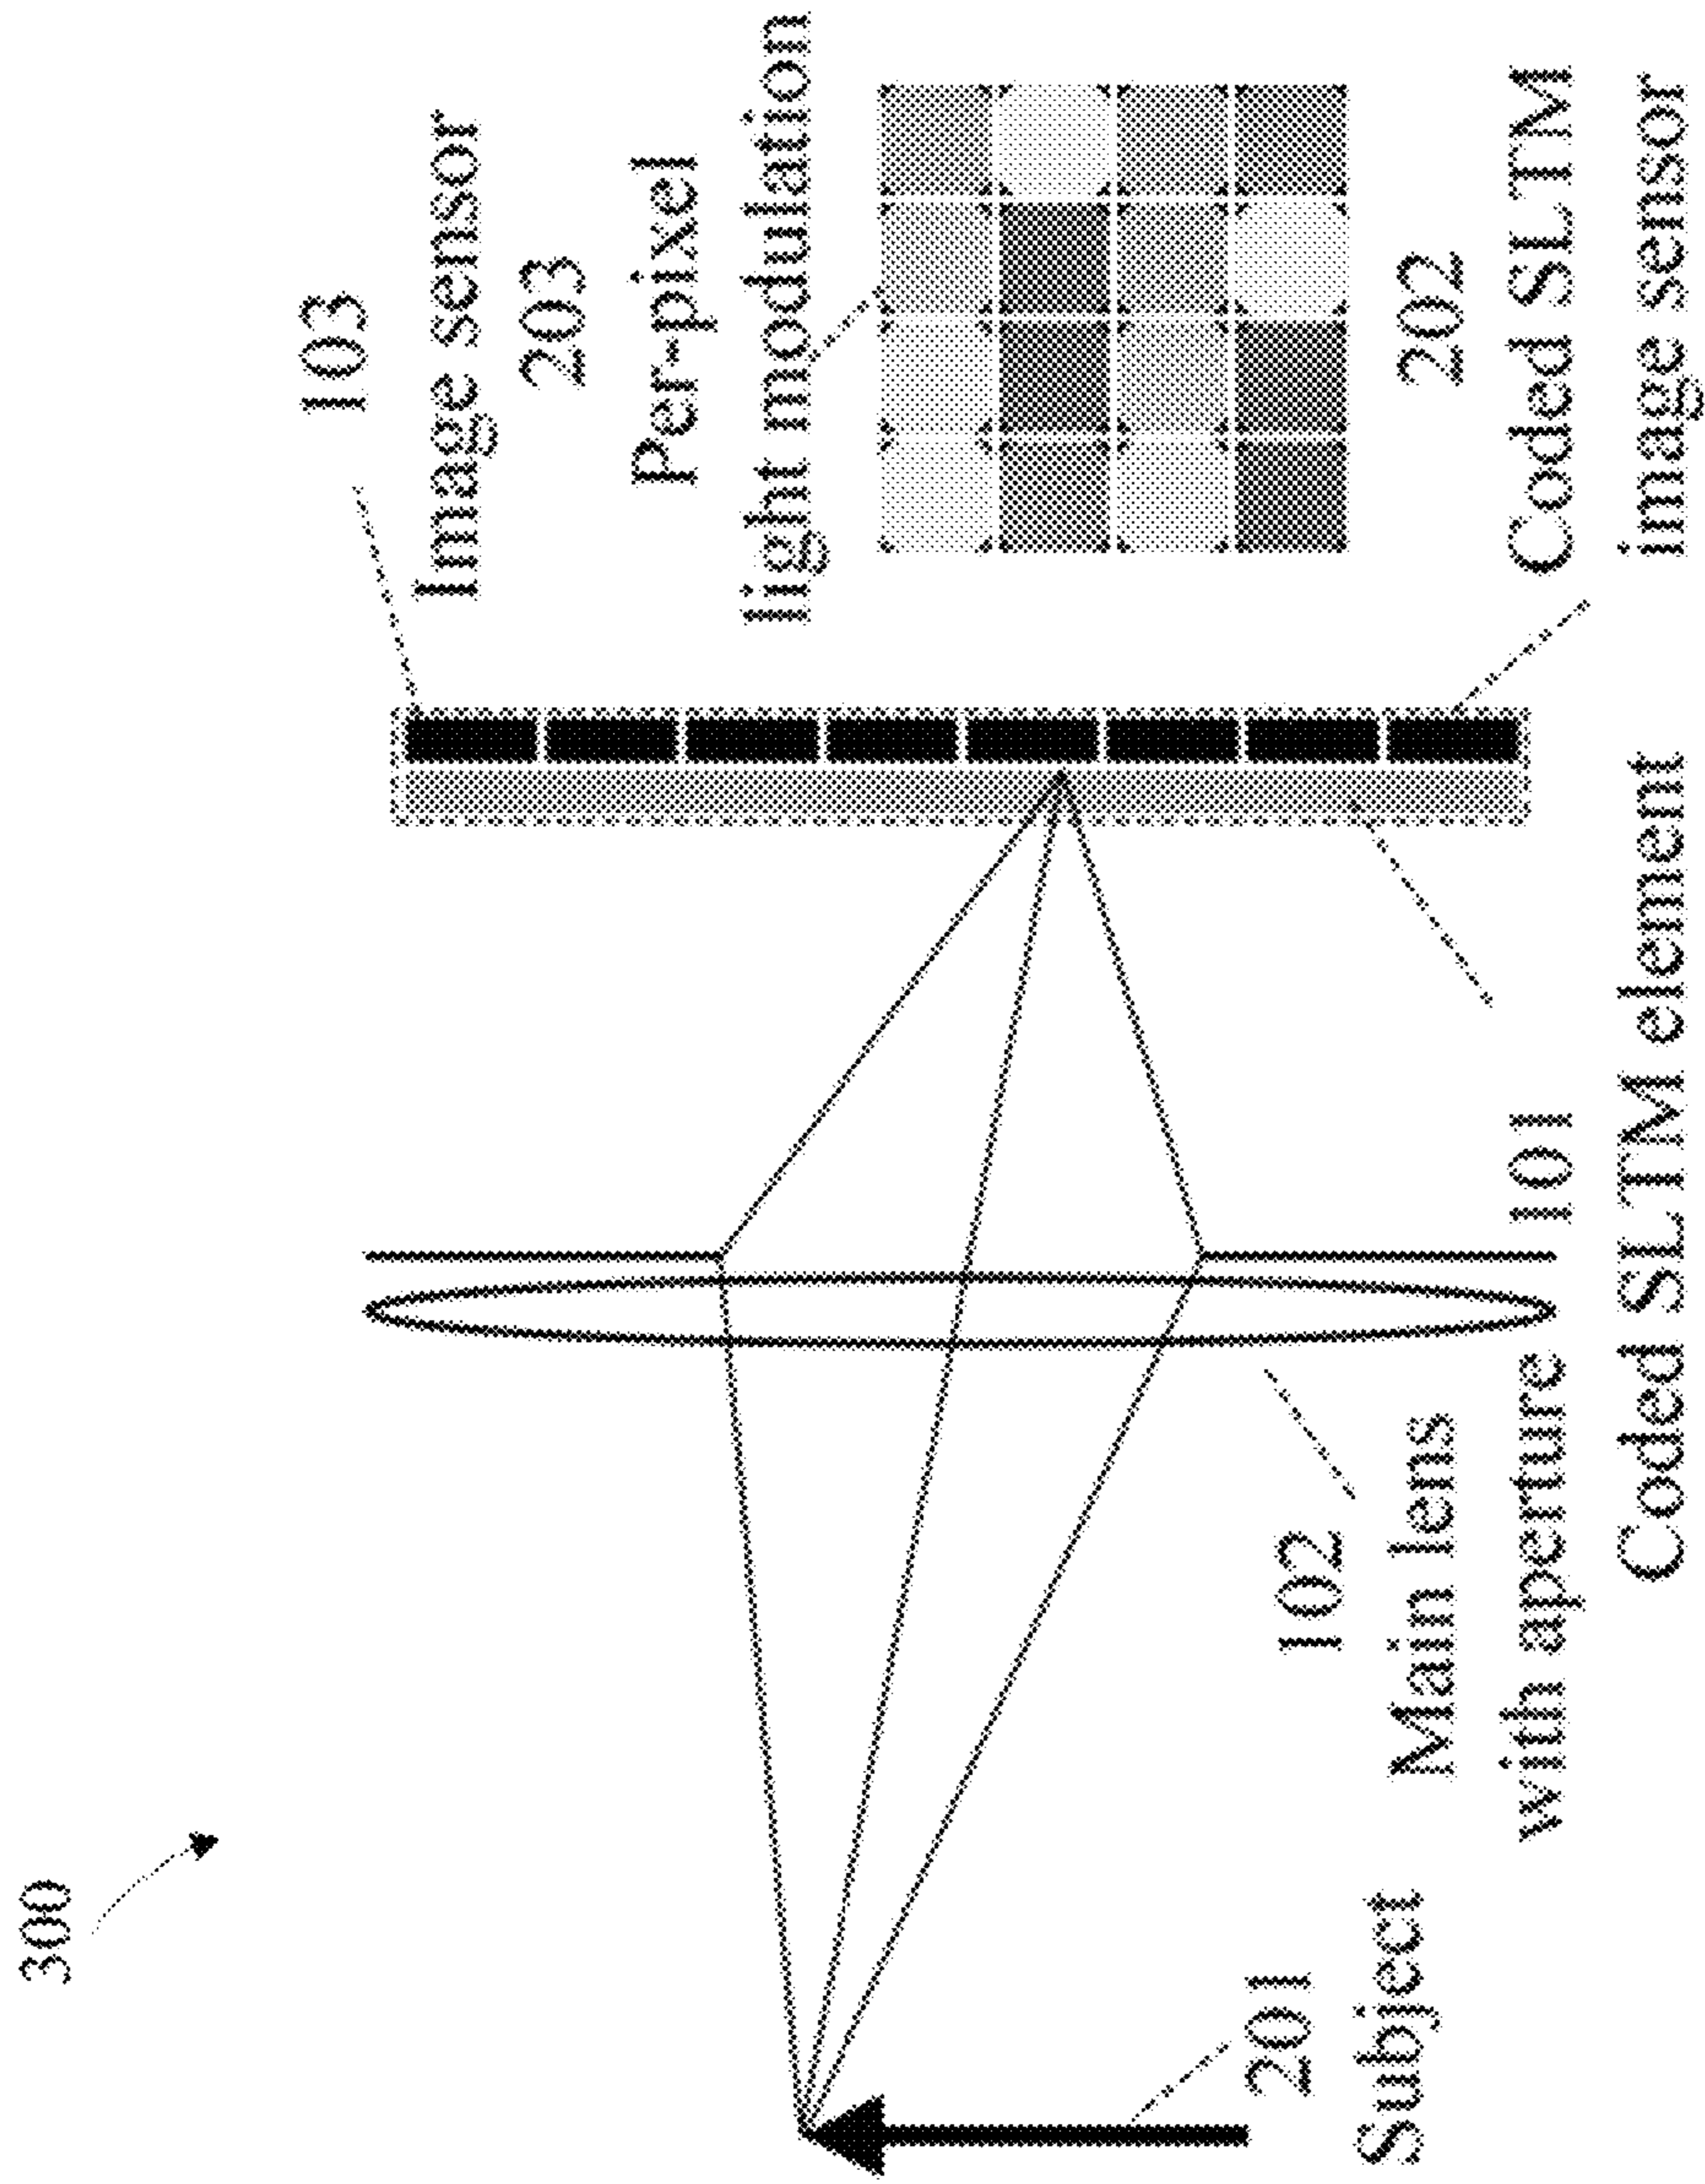 300
103
Image sensor
203
Per-pixel
light modulation
202
Coded SLTM
image sensor
101
Coded SLTM element
102
Main lens
with aperture
201
Subject